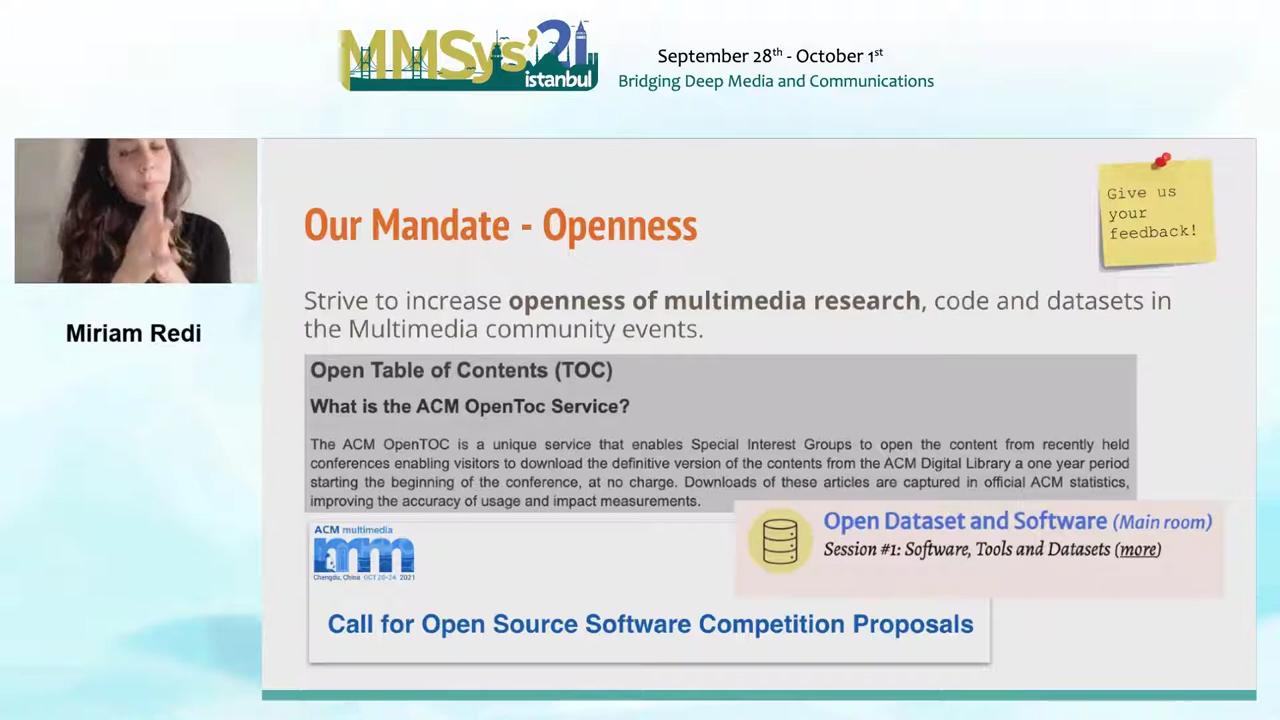 MMSys'21
istanbul
September 28th - October 1st
Bridging Deep Media and Communications
Miriam Redi
Our Mandate - Openness
Give us
your
feedback!
Strive to increase openness of multimedia research, code and datasets in
the Multimedia community events.
Open Table of Contents (TOC)
What is the ACM OpenToc Service?
The ACM OpenTOC is a unique service that enables Special Interest Groups to open the content from recently held
conferences enabling visitors to download the definitive version of the contents from the ACM Digital Library a one year period
starting the beginning of the conference, at no charge. Downloads of these articles are captured in official ACM statistics,
improving the accuracy of usage and impact measurements.
Open Dataset and Software (Main room)
Session #1: Software, Tools and Datasets (more)
ACM multimedia
mm
Chengdu, China OCT 20-24 2021
Call for Open Source Software Competition Proposals